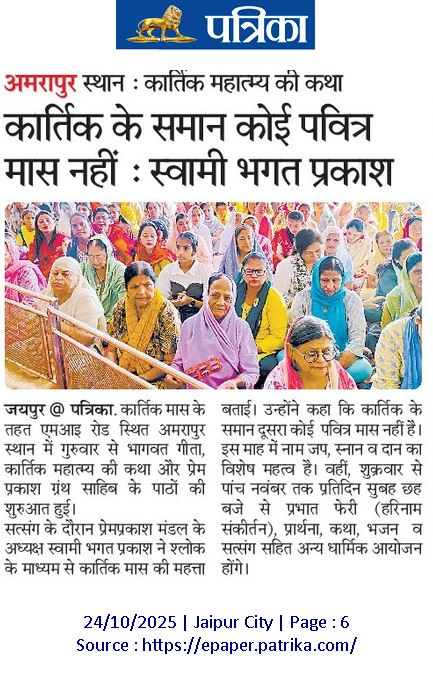 पत्रिका
अमरापुर स्थान : कार्तिक महात्म्य की कथा
कार्तिक के समान कोई पवित्र
मास नहीं : स्वामी भगत प्रकाश
जयपुर @ पत्रिका. कार्तिक मास के
तहत एमआइ रोड स्थित अमरापुर
स्थान में गुरुवार से भागवत गीता,
कार्तिक महात्म्य की कथा और प्रेम
प्रकाश ग्रंथ साहिब के पाठों की
शुरुआत हुई।
सत्संग के दौरान प्रेमप्रकाश मंडल के
अध्यक्ष स्वामी भगत प्रकाश ने श्लोक
के माध्यम से कार्तिक मास की महत्ता
बताई। उन्होंने कहा कि कार्तिक के
समान दूसरा कोई पवित्र मास नहीं है।
इस माह में नाम जप, स्नान व दान का
विशेष महत्व है। वहीं, शुक्रवार से
पांच नवंबर तक प्रतिदिन सुबह छह
बजे से प्रभात फेरी (हरिनाम
संकीर्तन), प्रार्थना, कथा, भजन व
सत्संग सहित अन्य धार्मिक आयोजन
होंगे।
24/10/2025 | Jaipur City | Page : 6
Source : https://epaper.patrika.com/